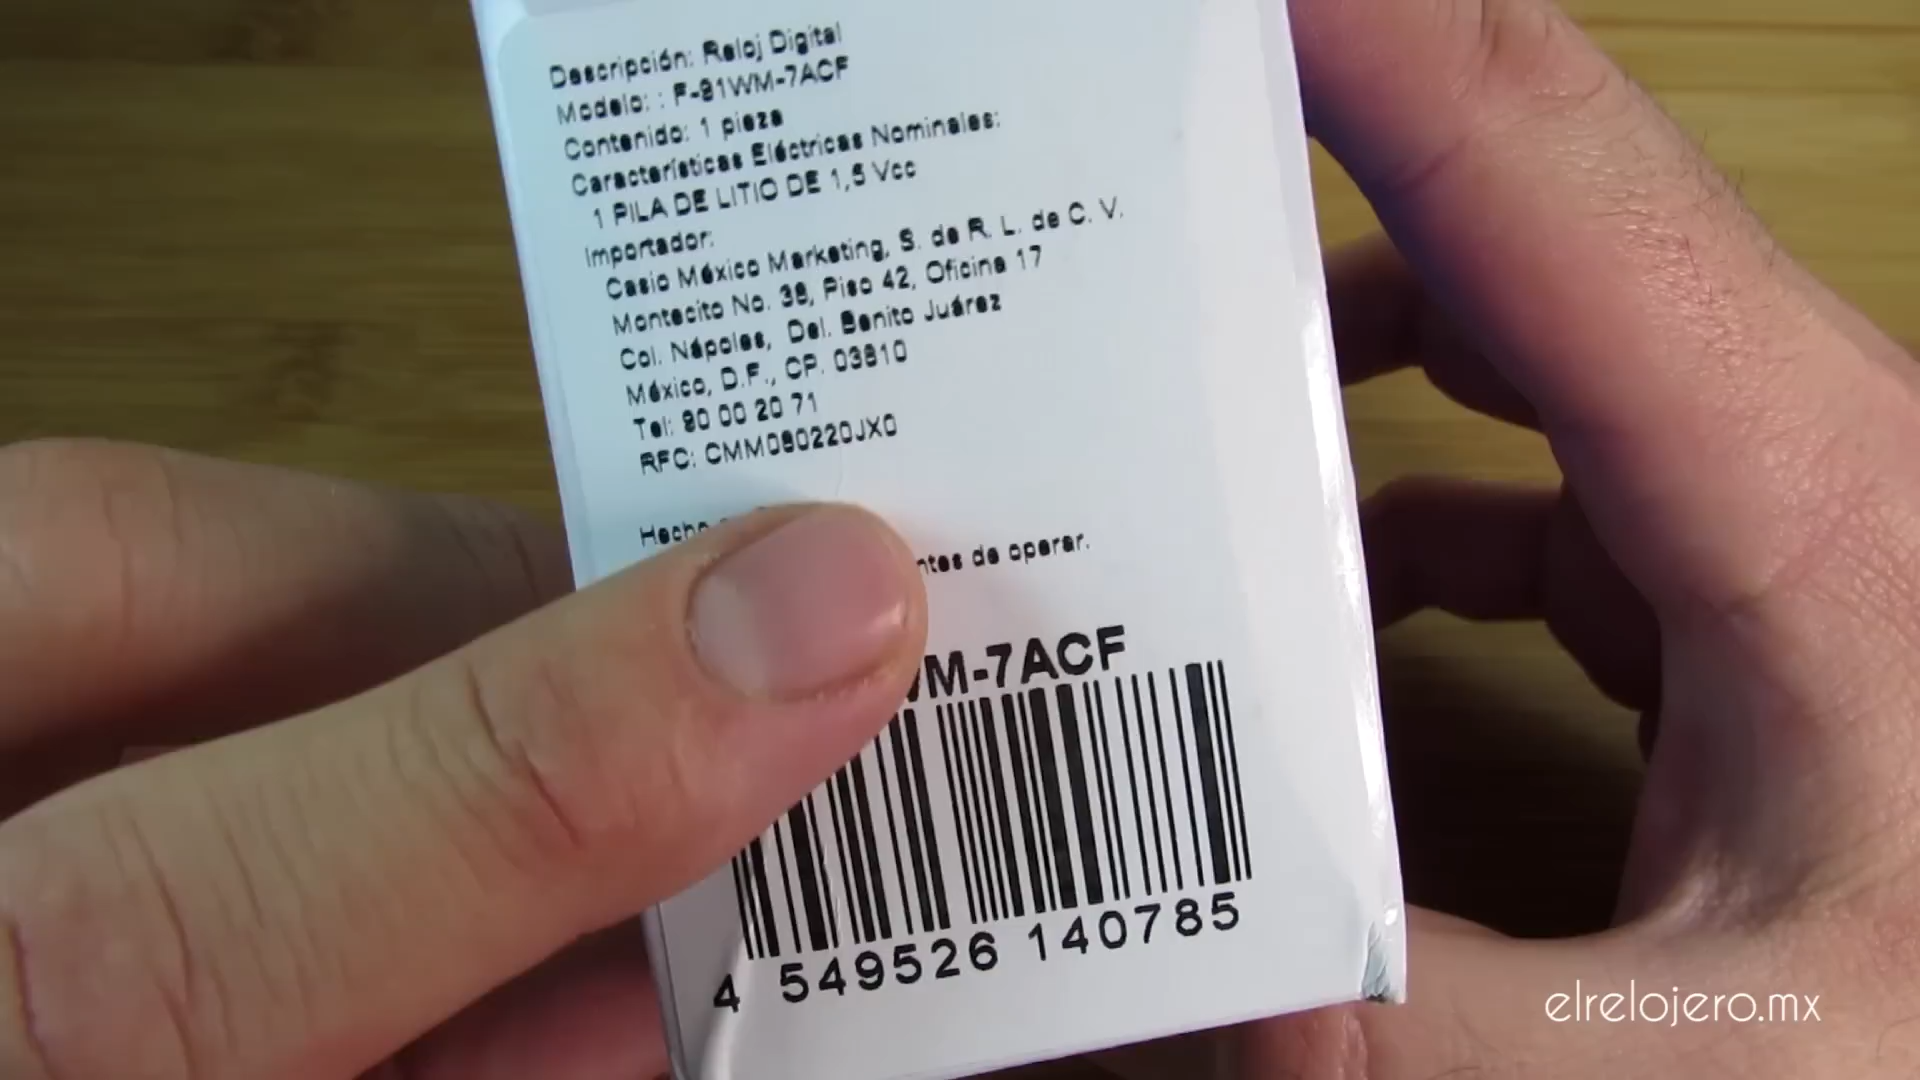 Descripción: Reloj Digital
Modelo: : F-91WM-7ACF
Contenido: 1 pieza
Características Eléctricas Nominales:
1 PILA DE LITIO DE 1,5 Vcc
Importador:
Casio México Marketing, S. de R. L. de C. V.
Montecito No. 38, Piso 42, Oficina 17
Col. Nápoles, Del. Benito Juárez
México, D.F., CP. 03810
Tel: 90 00 20 71
RFC: CMM080220JX0
Hecho
ntes de operar.
WM-7ACF
4 549526 140785
elrelojero.mx